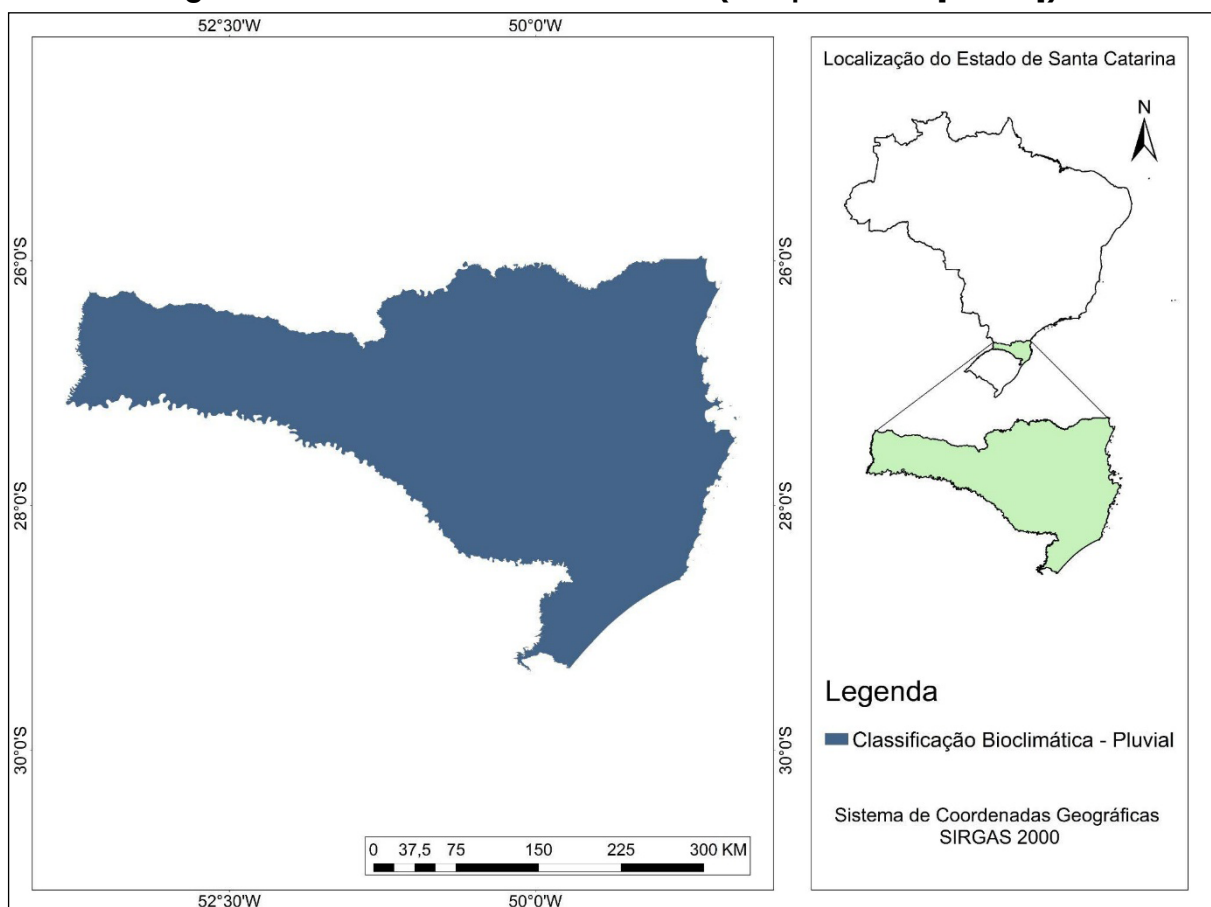 52°30'W 50°0'W
26°0'S
28°0'S
30°0'S
0 37,5 75 150 225 300 KM
52°30'W 50°0'W
26°0'S
28°0'S
30°0'S
Localização do Estado de Santa Catarina
N
Legenda
Classificação Bioclimática - Pluvial
Sistema de Coordenadas Geográficas
SIRGAS 2000